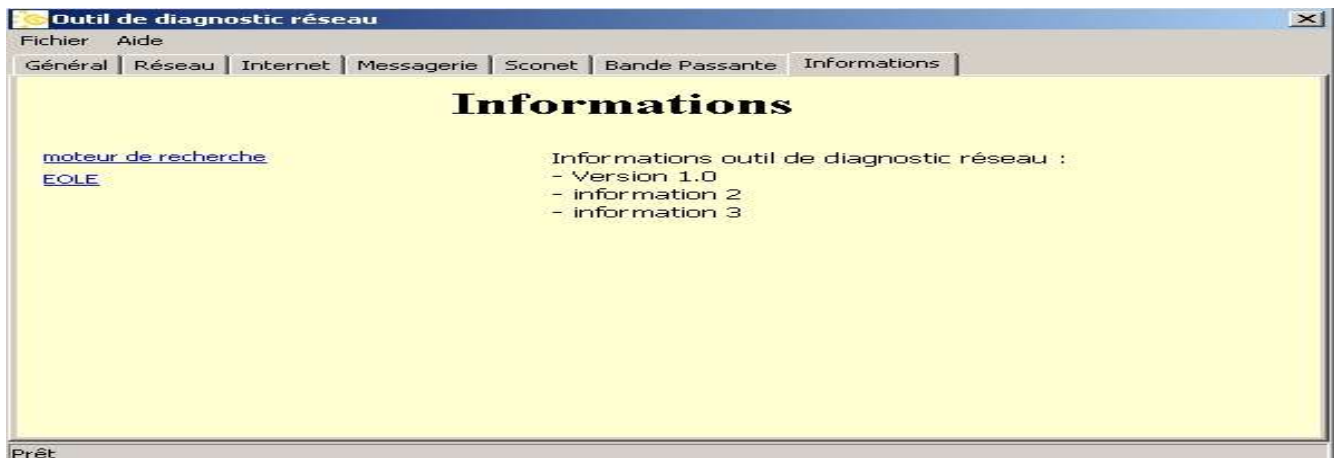 Outil de diagnostic réseau
Fichier Aide
Général Réseau Internet Messagerie Sconet Bande Passante Informations
Informations
moteur de recherche
EOLE
Informations outil de diagnostic réseau :
- Version 1.0
- information 2
- information 3
Prêt